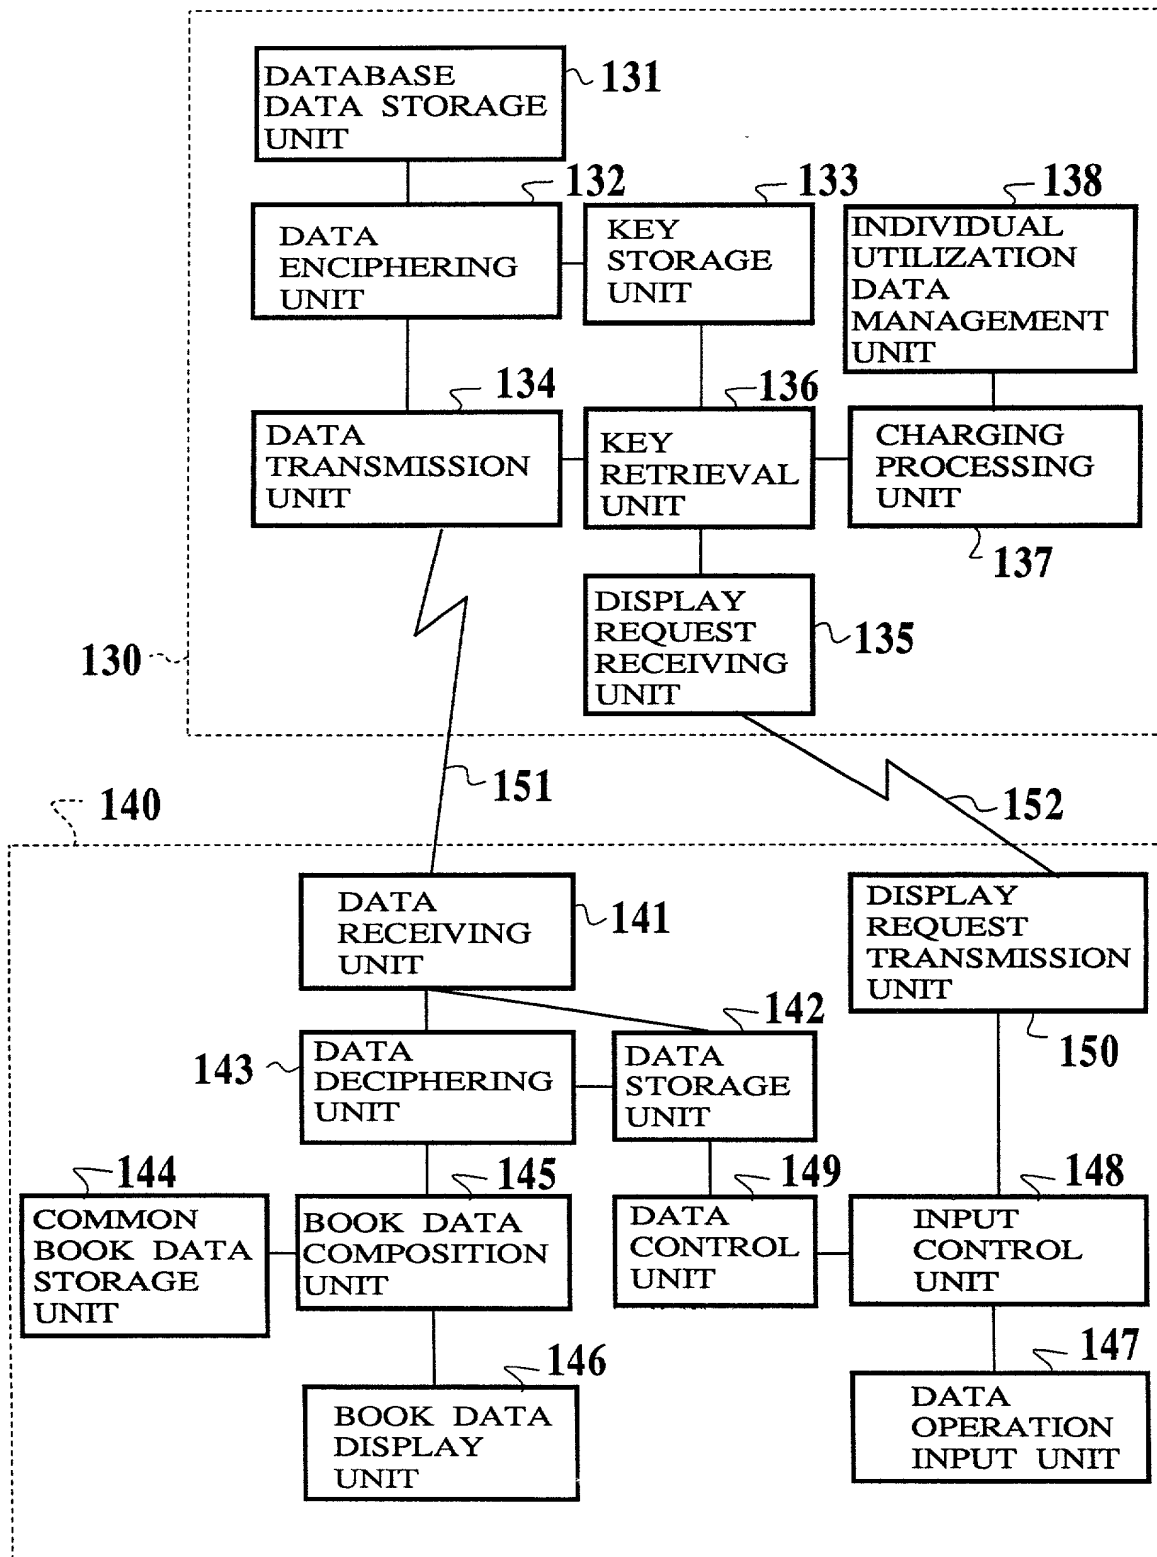 131
DATABASE
DATA STORAGE
UNIT
132
DATA
ENCIPHERING
UNIT
133
KEY
STORAGE
UNIT
138
INDIVIDUAL
UTILIZATION
DATA
MANAGEMENT
UNIT
134
DATA
TRANSMISSION
UNIT
136
KEY
RETRIEVAL
UNIT
CHARGING
PROCESSING
UNIT
137
DISPLAY
REQUEST
RECEIVING
UNIT
135
130
151
152
140
DATA
RECEIVING
UNIT
141
DISPLAY
REQUEST
TRANSMISSION
UNIT
150
142
143
DATA
DECIPHERING
UNIT
DATA
STORAGE
UNIT
144
COMMON
BOOK DATA
STORAGE
UNIT
145
BOOK DATA
COMPOSITION
UNIT
149
DATA
CONTROL
UNIT
148
INPUT
CONTROL
UNIT
146
BOOK DATA
DISPLAY
UNIT
147
DATA
OPERATION
INPUT UNIT